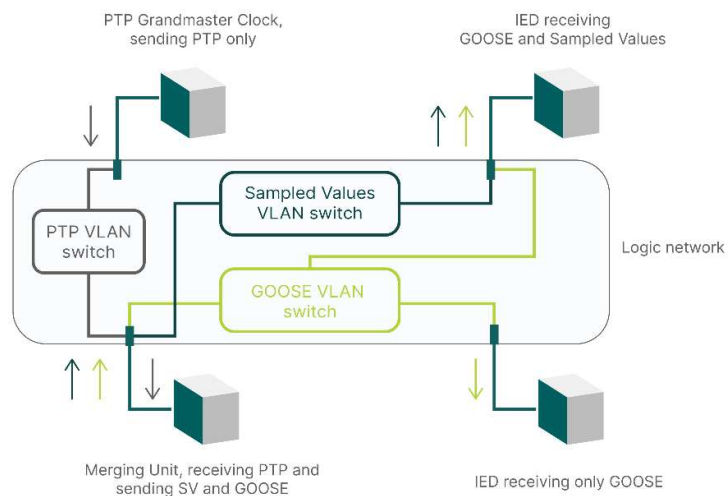 PTP Grandmaster Clock,
sending PTP only
IED receiving
GOOSE and Sampled Values
Sampled Values
VLAN switch
PTP VLAN
switch
Logic network
GOOSE VLAN
switch
Merging Unit, receiving PTP and
sending SV and GOOSE
IED receiving only GOOSE